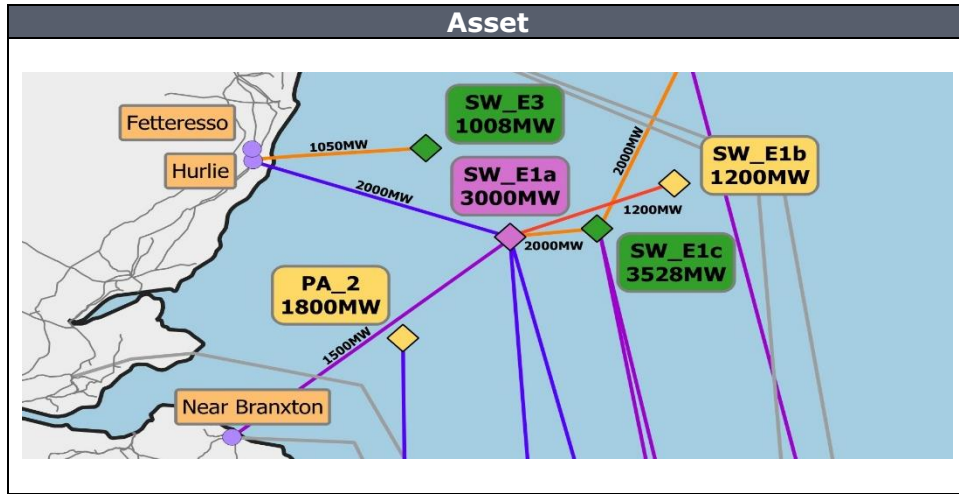 Asset
Fetteresso
Hurlie
1050MW
SW_E3
1008MW
2000MW
SW_E1a
3000MW
2000MW
SW_E1b
1200MW
1200MW
2000MW
SW_E1c
3528MW
PA_2
1800MW
1500MW
Near Branxton